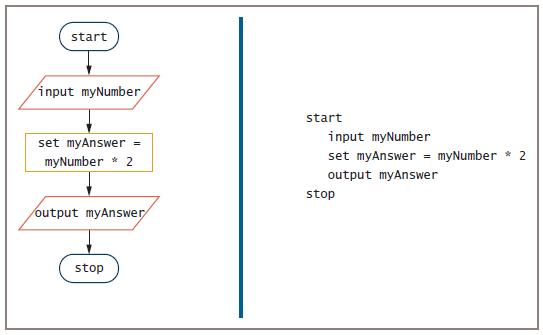 start
input myNumber
set myAnswer =
myNumber * 2
output myAnswer
stop
start
input myNumber
set myAnswer = myNumber * 2
output myAnswer
stop